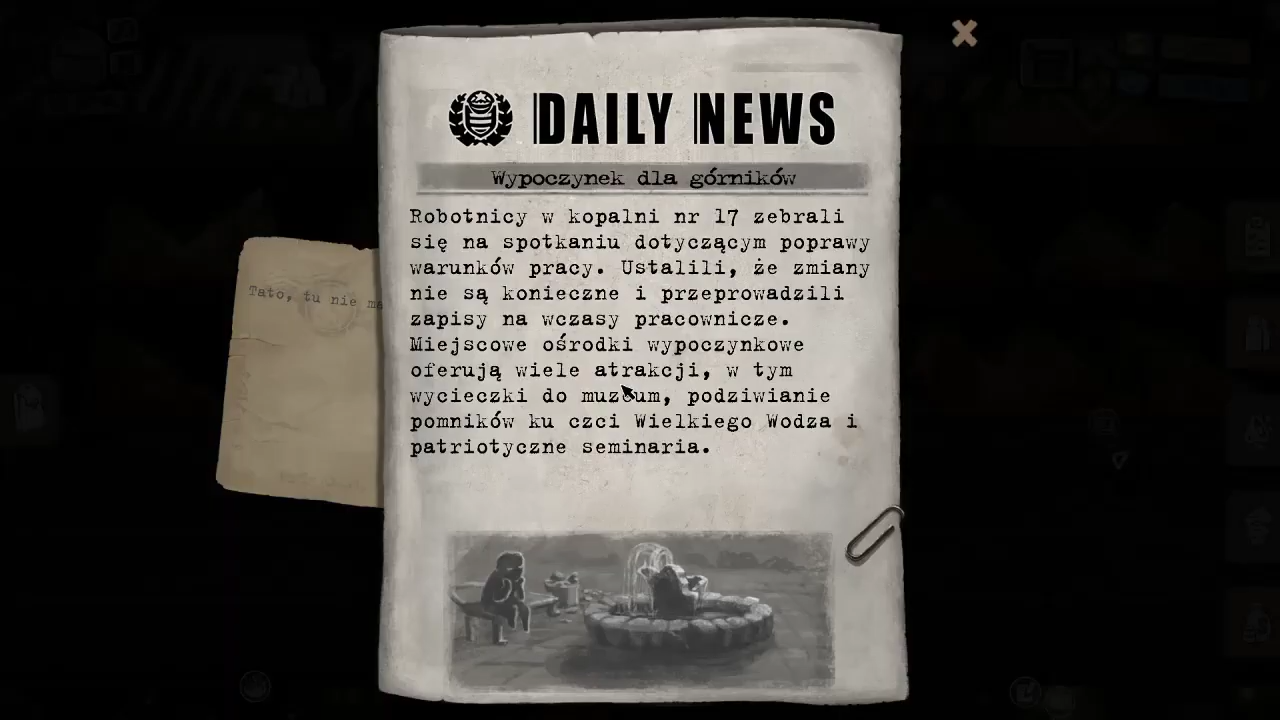 DAILY NEWS
Wypoczynek dla górników
Robotnicy w kopalni nr 17 zebrali
się na spotkaniu dotyczącym poprawy
warunków pracy. Ustalili, że zmiany
nie są konieczne i przeprowadzili
zapisy na wczasy pracownicze.
Miejscowe ośrodki wypoczynkowe
oferują wiele atrakcji, w tym
wycieczki do muzeum, podziwianie
pomników ku czci Wielkiego Wodza i
patriotyczne seminaria.
Tato, tu nie ma